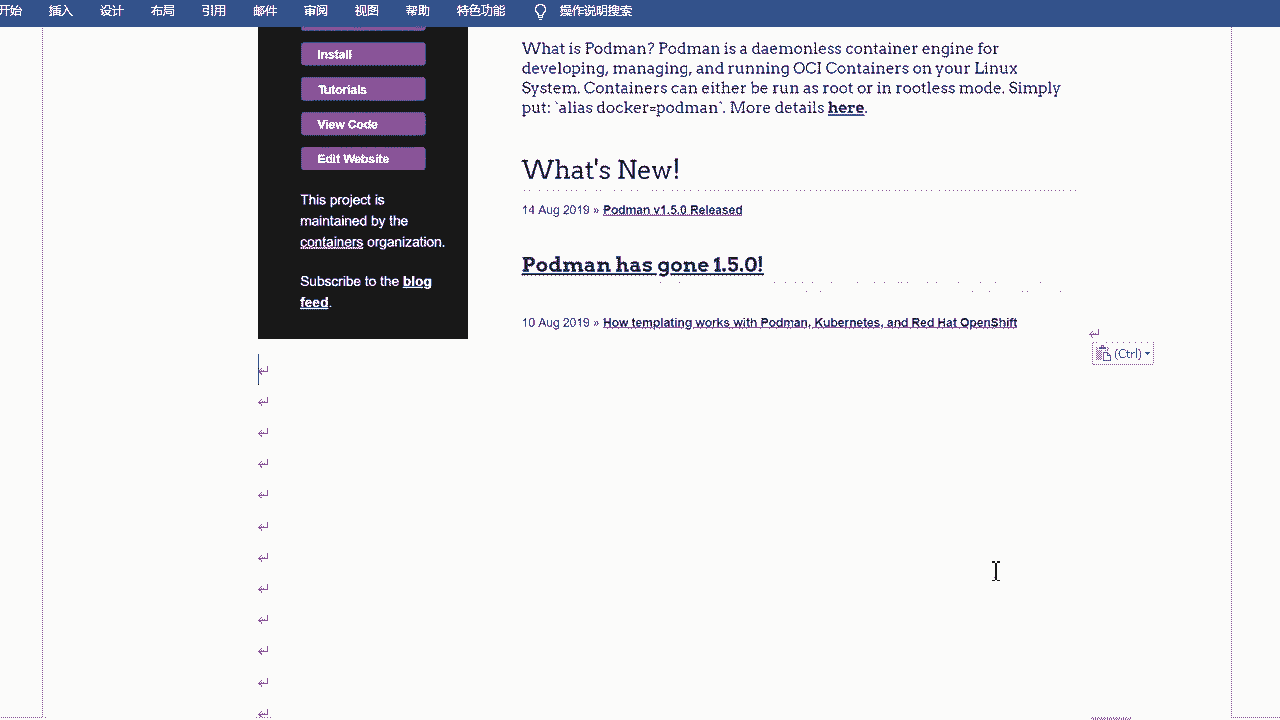 开始 插入 设计 布局 引用 邮件 审阅 视图 帮助 特色功能 操作说明搜索
Install
Tutorials
View Code
Edit Website
This project is
maintained by the
containers organization.
Subscribe to the blog
feed.
What is Podman? Podman is a daemonless container engine for
developing, managing, and running OCI Containers on your Linux
System. Containers can either be run as root or in rootless mode. Simply
put: `alias docker=podman`. More details here.
What's New!
14 Aug 2019 » Podman v1.5.0 Released
Podman has gone 1.5.0!
10 Aug 2019 » How templating works with Podman, Kubernetes, and Red Hat OpenShift
(Ctrl)